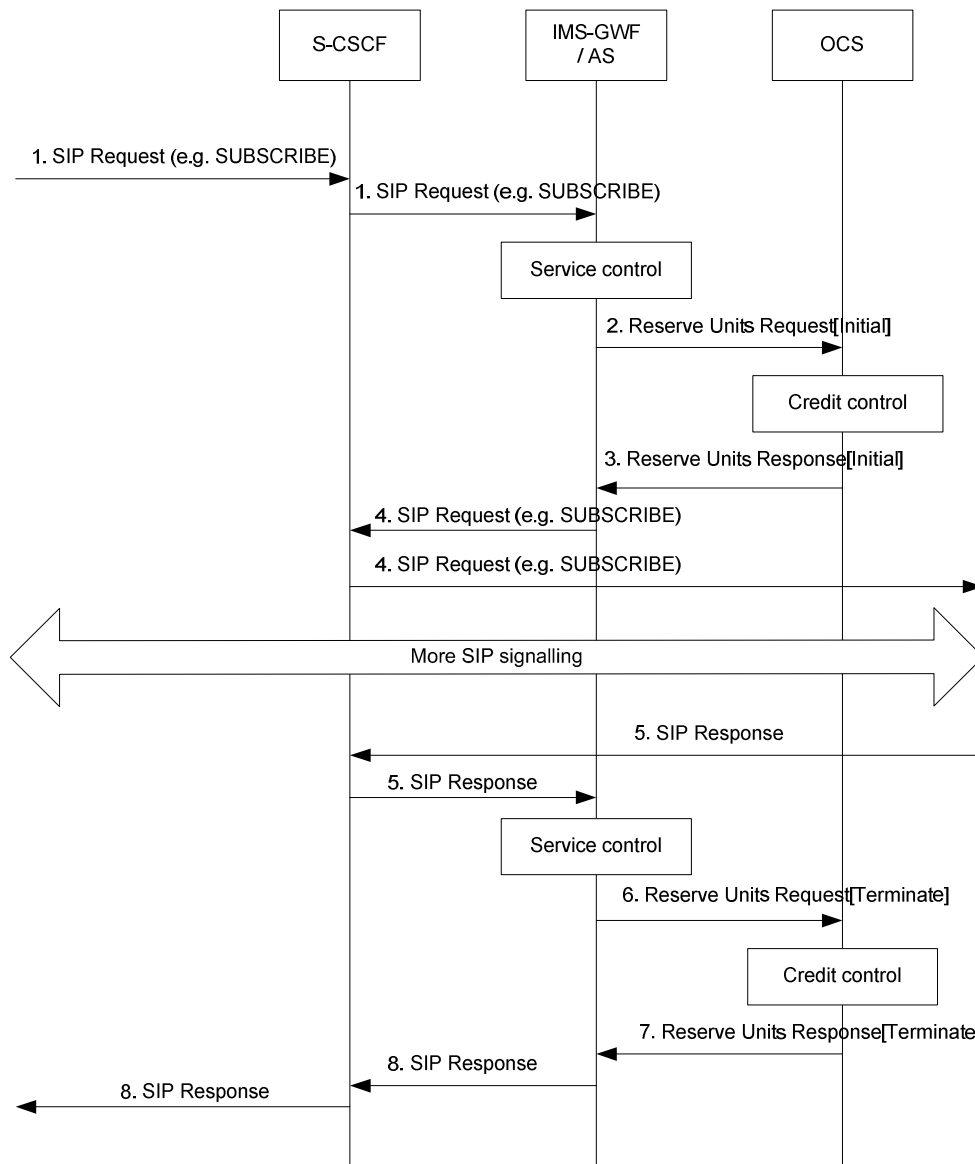 S-CSCF
IMS-GWF
/ AS
OCS
1. SIP Request (e.g. SUBSCRIBE)
1. SIP Request (e.g. SUBSCRIBE)
Service control
2. Reserve Units Request[Initial]
Credit control
3. Reserve Units Response[Initial]
4. SIP Request (e.g. SUBSCRIBE)
4. SIP Request (e.g. SUBSCRIBE)
More SIP signalling
5. SIP Response
5. SIP Response
Service control
6. Reserve Units Request[Terminate]
Credit control
7. Reserve Units Response[Terminate
8. SIP Response
8. SIP Response